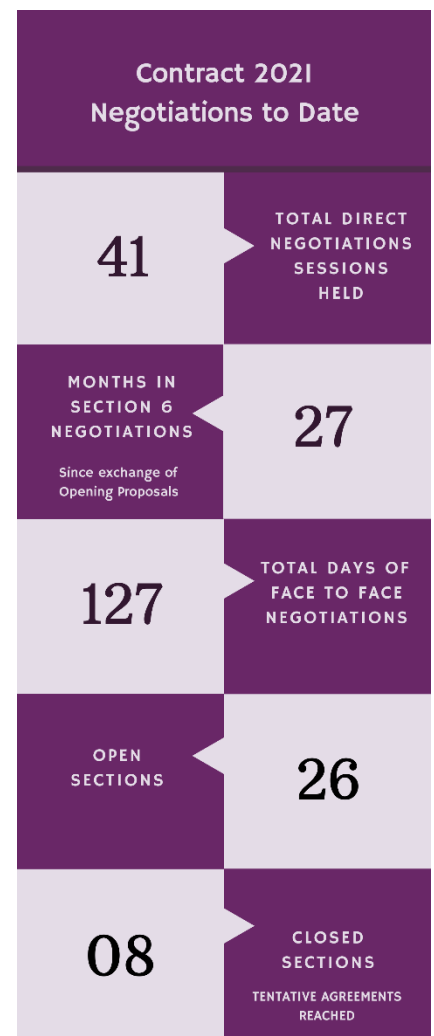 Contract 2021
Negotiations to Date
41
TOTAL DIRECT
NEGOTIATIONS
SESSIONS
HELD
MONTHS IN
SECTION 6
NEGOTIATIONS
Since exchange of
Opening Proposals
27
127
TOTAL DAYS OF
FACE TO FACE
NEGOTIATIONS
OPEN
SECTIONS
26
08
CLOSED
SECTIONS
TENTATIVE AGREEMENTS
REACHED